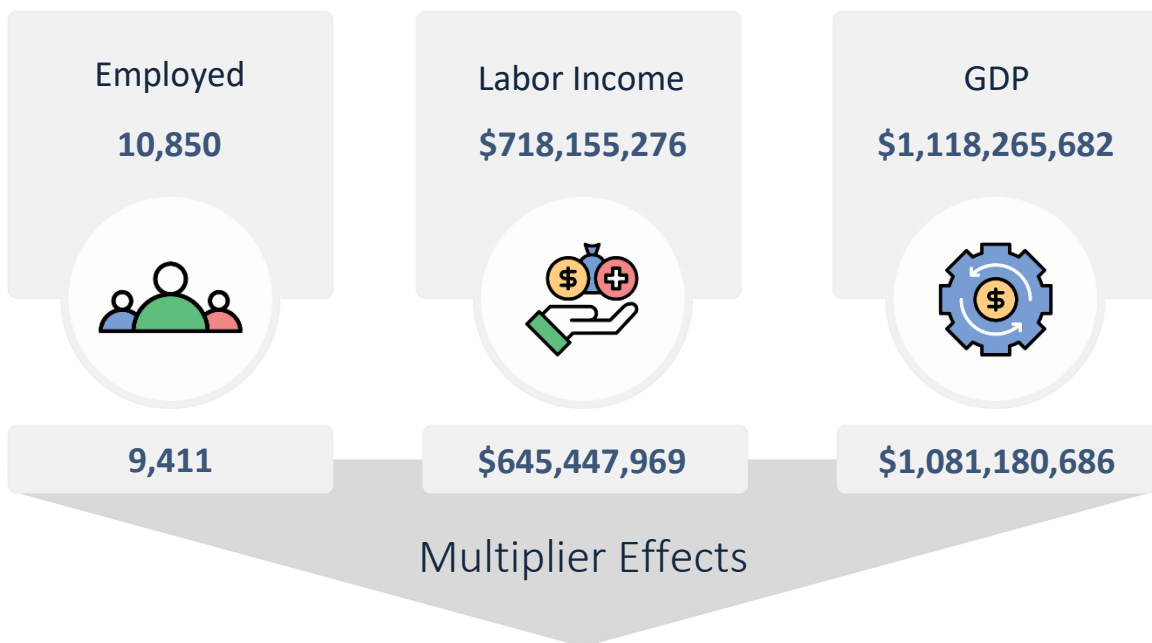 Employed
10,850
Labor Income
$718,155,276
GDP
$1,118,265,682
$
$
9,411
$645,447,969
$1,081,180,686
Multiplier Effects